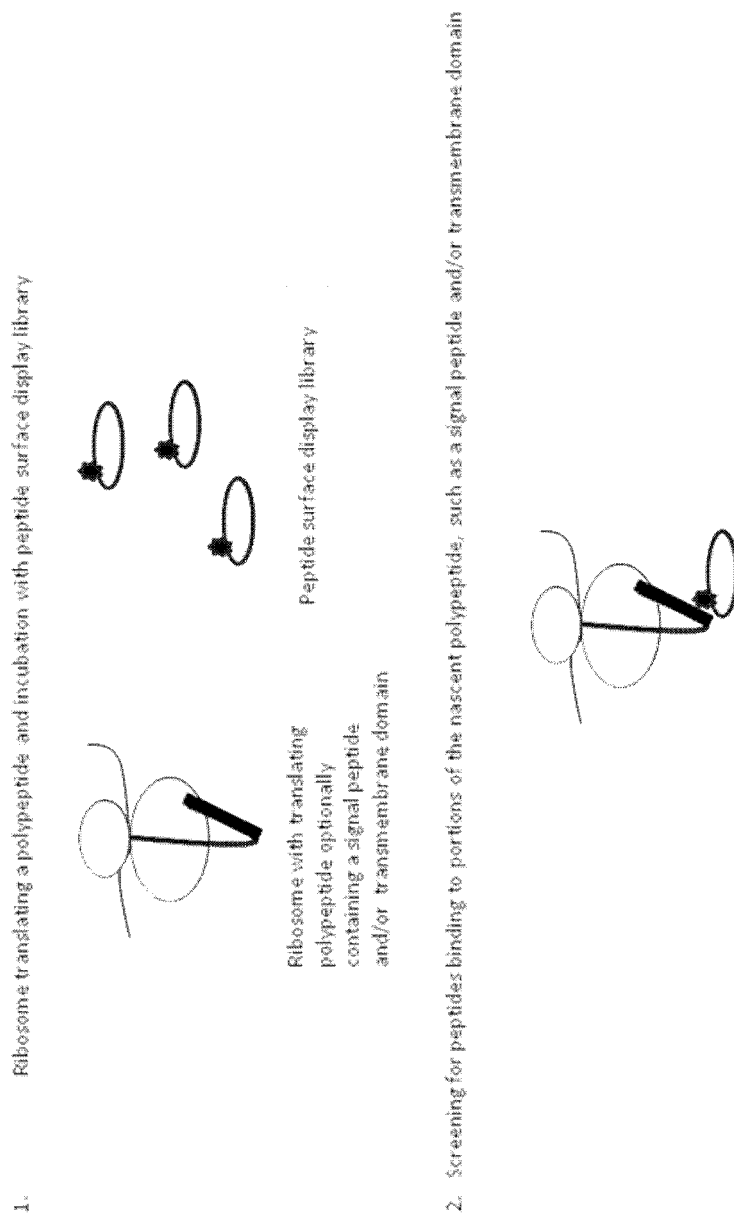 1. Ribosome translating a polypeptide and incubation with peptide surface display library
Ribosome with translating
polypeptide optionally
containing a signal peptide
and/or transmembrane domain
Peptide surface display library
2. Screening for peptides binding to portions of the nascent polypeptide, such as a signal peptide and/or transmembrane domain